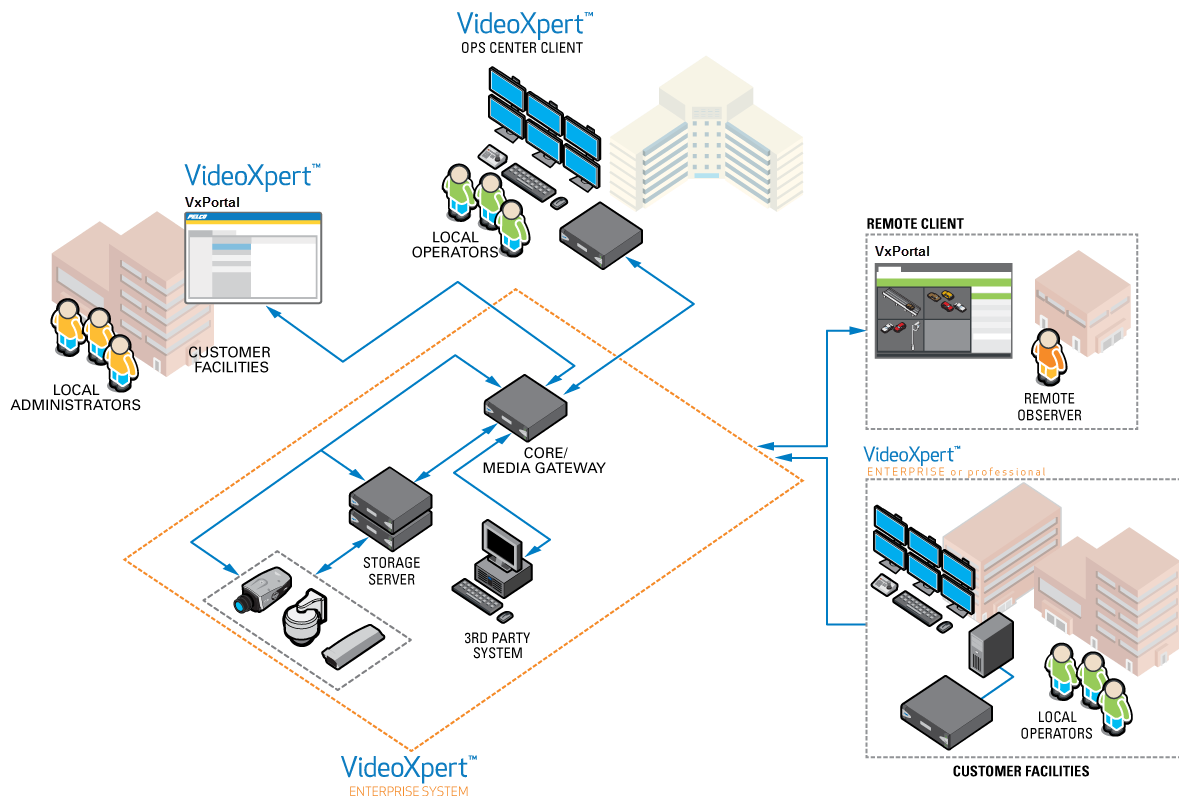 VideoXpert™
OPS CENTER CLIENT
LOCAL
OPERATORS
VideoXpert™
VxPortal
PELCO
CUSTOMER
FACILITIES
LOCAL
ADMINISTRATORS
REMOTE CLIENT
VxPortal
REMOTE
OBSERVER
CORE/
MEDIA GATEWAY
STORAGE
SERVER
3RD PARTY
SYSTEM
VideoXpert™
ENTERPRISE or professional
LOCAL
OPERATORS
CUSTOMER FACILITIES
VideoXpert™
ENTERPRISE SYSTEM